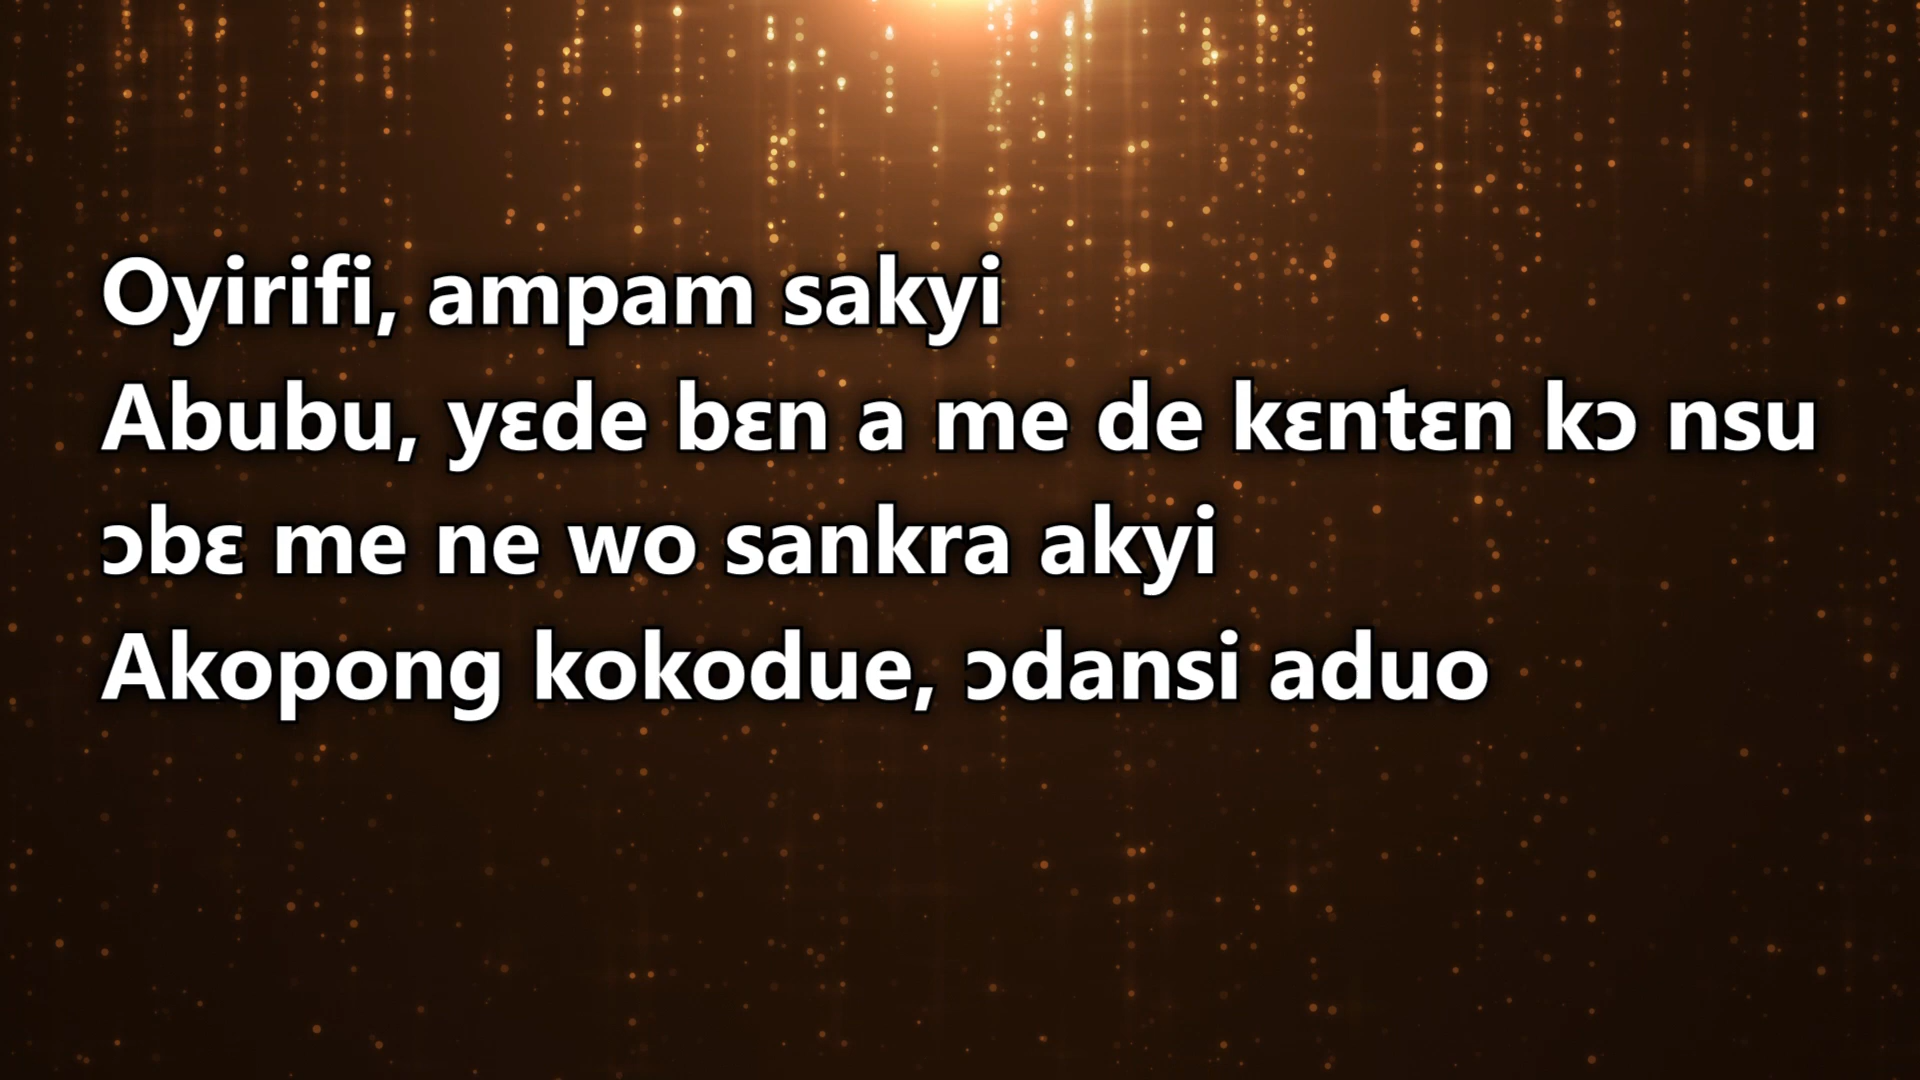 Oyirifi, ampam sakyi
Abubu, yɛde bɛn a me de kɛntɛn kɔ nsu
ɔbɛ me ne wo sankra akyi
Akopong kokodue, ɔdansi aduo